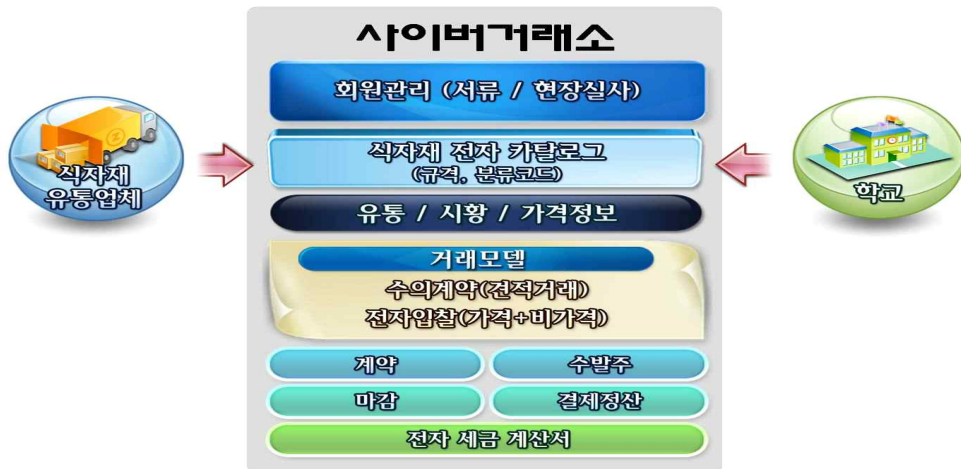 사이버거래소
회원관리 (서류 / 현장실사)
식자재
유통업체
식자재 전자 카탈로그
(규격, 분류코드)
학교
유통 / 시황 / 가격정보
거래모델
수의계약(견적거래)
전자입찰(가격+비가격)
계약
수발주
마감
결제정산
전자 세금 계산서